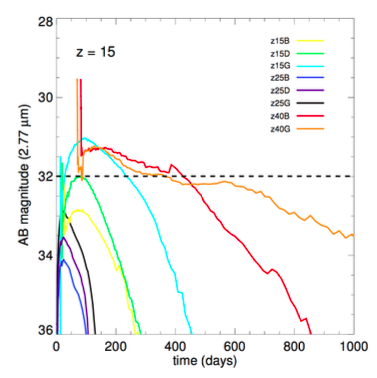 28
30
32
34
36
AB magnitude (2.77 µm)
z = 15
z15B
z15D
z15G
z25B
z25D
z25G
z40B
z40G
0 200 400 600 800 1000
time (days)